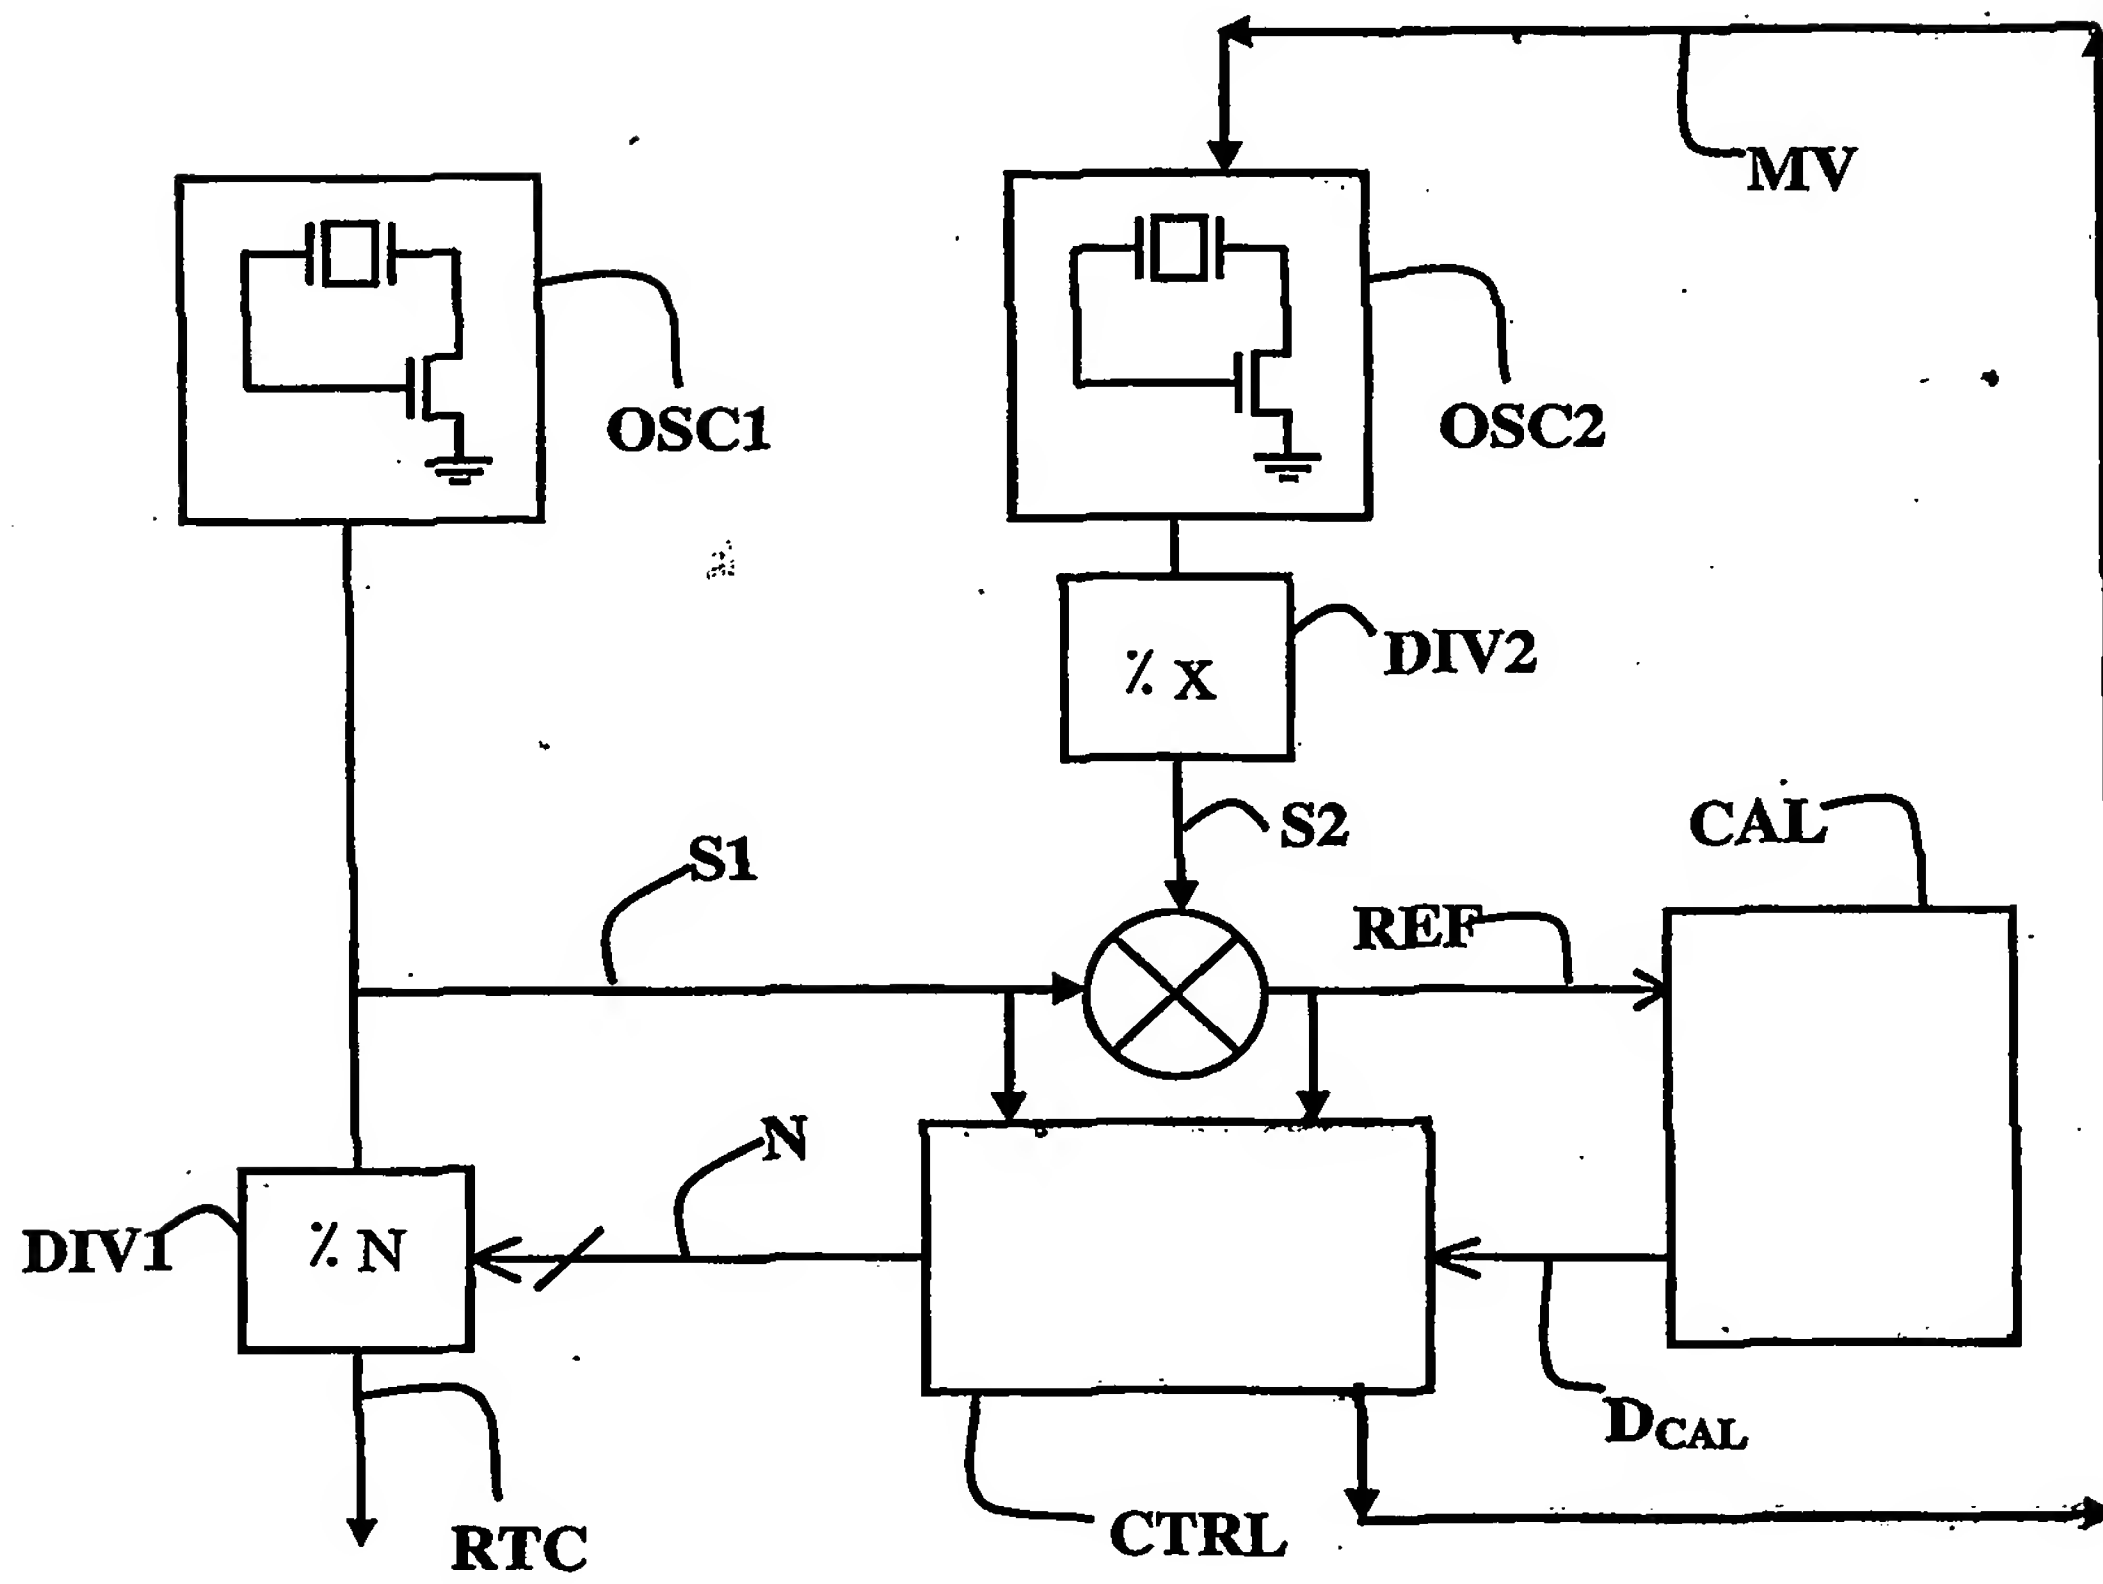 MV
OSC1
OSC2
DIV2
% X
S2
CAL
S1
REF
N
DIV1
% N
DCAL
RTC
CTRL